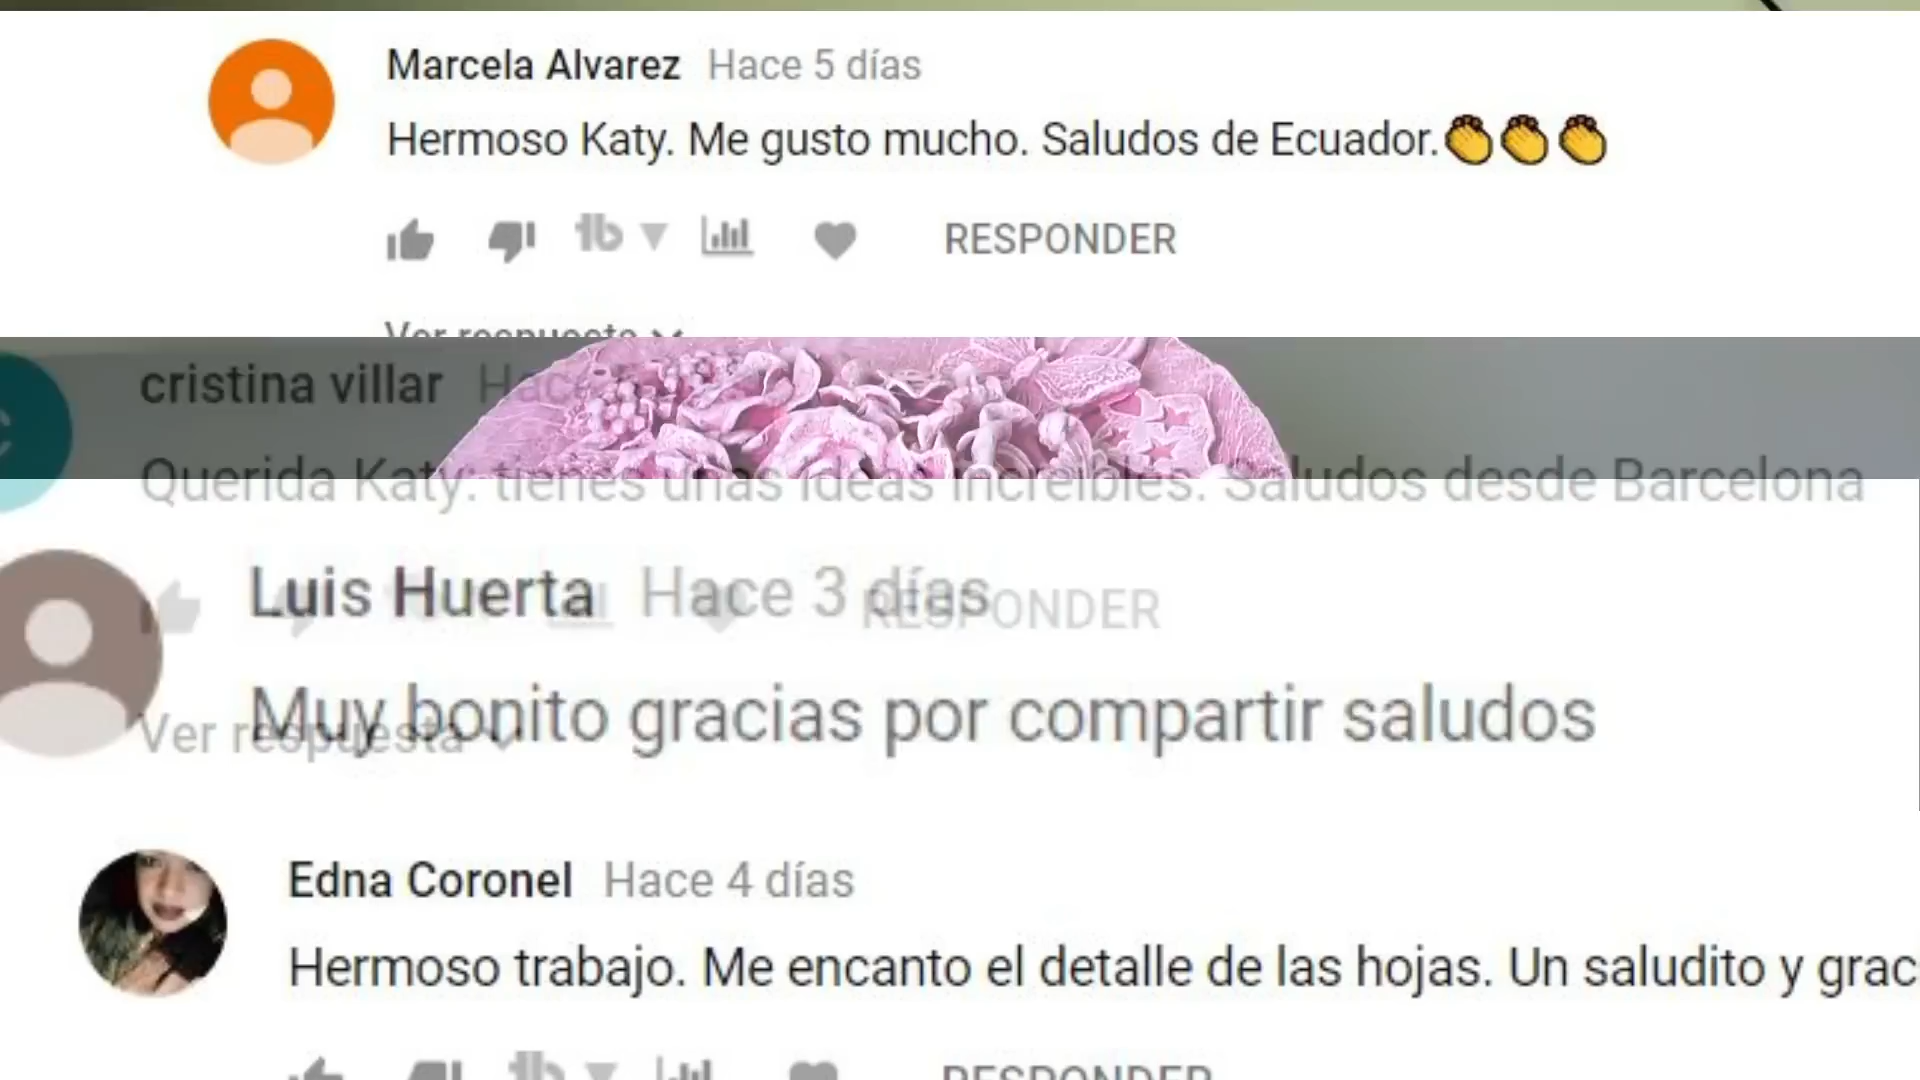 Marcela Alvarez Hace 5 días
Hermoso Katy. Me gusto mucho. Saludos de Ecuador.👏👏👏
RESPONDER
Ver respuesta
cristina villar Hace
Querida Katy: tienes unas ideas increibles. Saludos desde Barcelona
Luis Huerta Hace 3 días
RESPONDER
Muy bonito gracias por compartir saludos
Ver respuesta
Edna Coronel Hace 4 días
Hermoso trabajo. Me encanto el detalle de las hojas. Un saludito y grac
RESPONDER